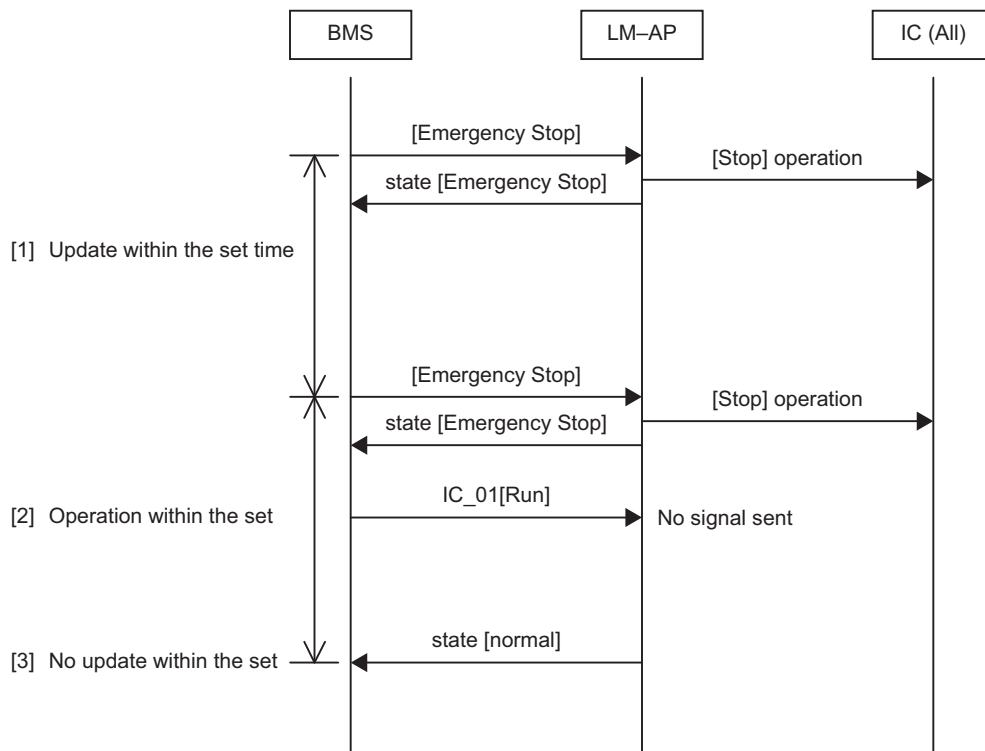 BMS
LM–AP
IC (All)
[Emergency Stop]
[Stop] operation
state [Emergency Stop]
[1] Update within the set time
[Emergency Stop]
[Stop] operation
state [Emergency Stop]
IC_01[Run]
[2] Operation within the set
No signal sent
state [normal]
[3] No update within the set